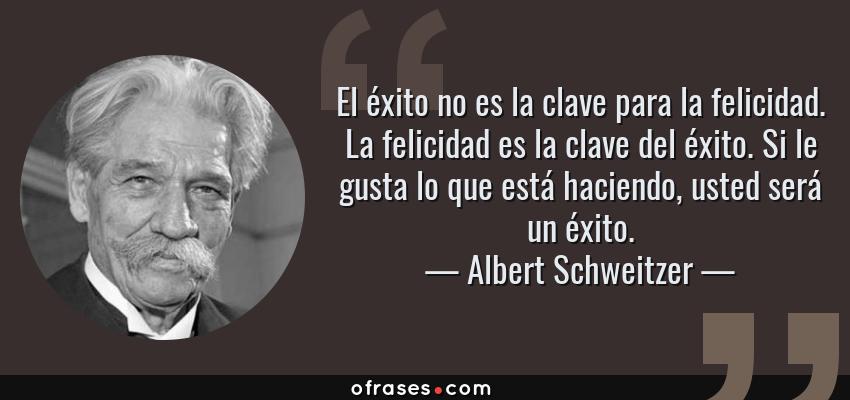 El éxito no es la clave para la felicidad.
La felicidad es la clave del éxito. Si le
gusta lo que está haciendo, usted será
un éxito.
— Albert Schweitzer —
ofrases.com